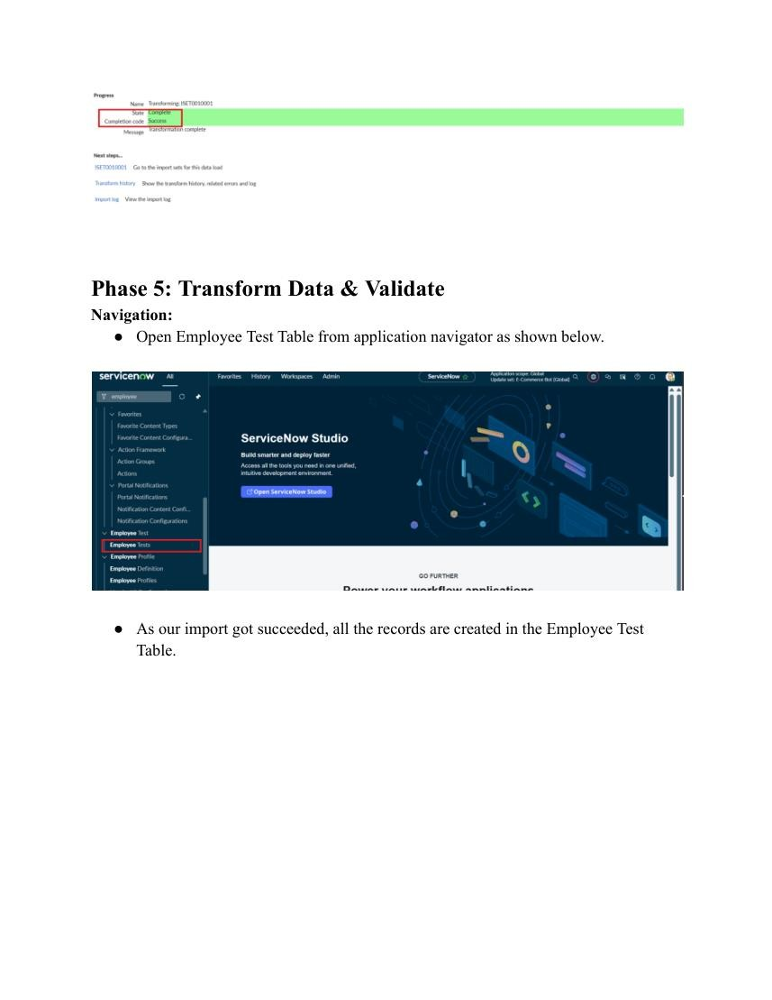 Progress
Name Transforming: ISET0010001
State Complete
Completion code Success
Message Transformation complete
Next steps...
ISET0010001 Go to the import sets for this data load
Transform history Show the transform history, related errors and log
Import log View the import log
Phase 5: Transform Data & Validate
Navigation:
● Open Employee Test Table from application navigator as shown below.
servicenow All Favorites History Workspaces Admin ServiceNow Application scope: Global
Update set: E-Commerce Bot [Global]
employee
Favorites
Favorite Content Types
Favorite Content Configura...
Action Framework
Action Groups
Actions
Portal Notifications
Portal Notifications
Notification Content Confi...
Notification Configurations
Employee Test
Employee Tests
Employee Profile
Employee Definition
Employee Profiles
ServiceNow Studio
Build smarter and deploy faster
Access all the tools you need in one unified,
intuitive development environment.
Open ServiceNow Studio
GO FURTHER
Power your workflow applications
● As our import got succeeded, all the records are created in the Employee Test
Table.